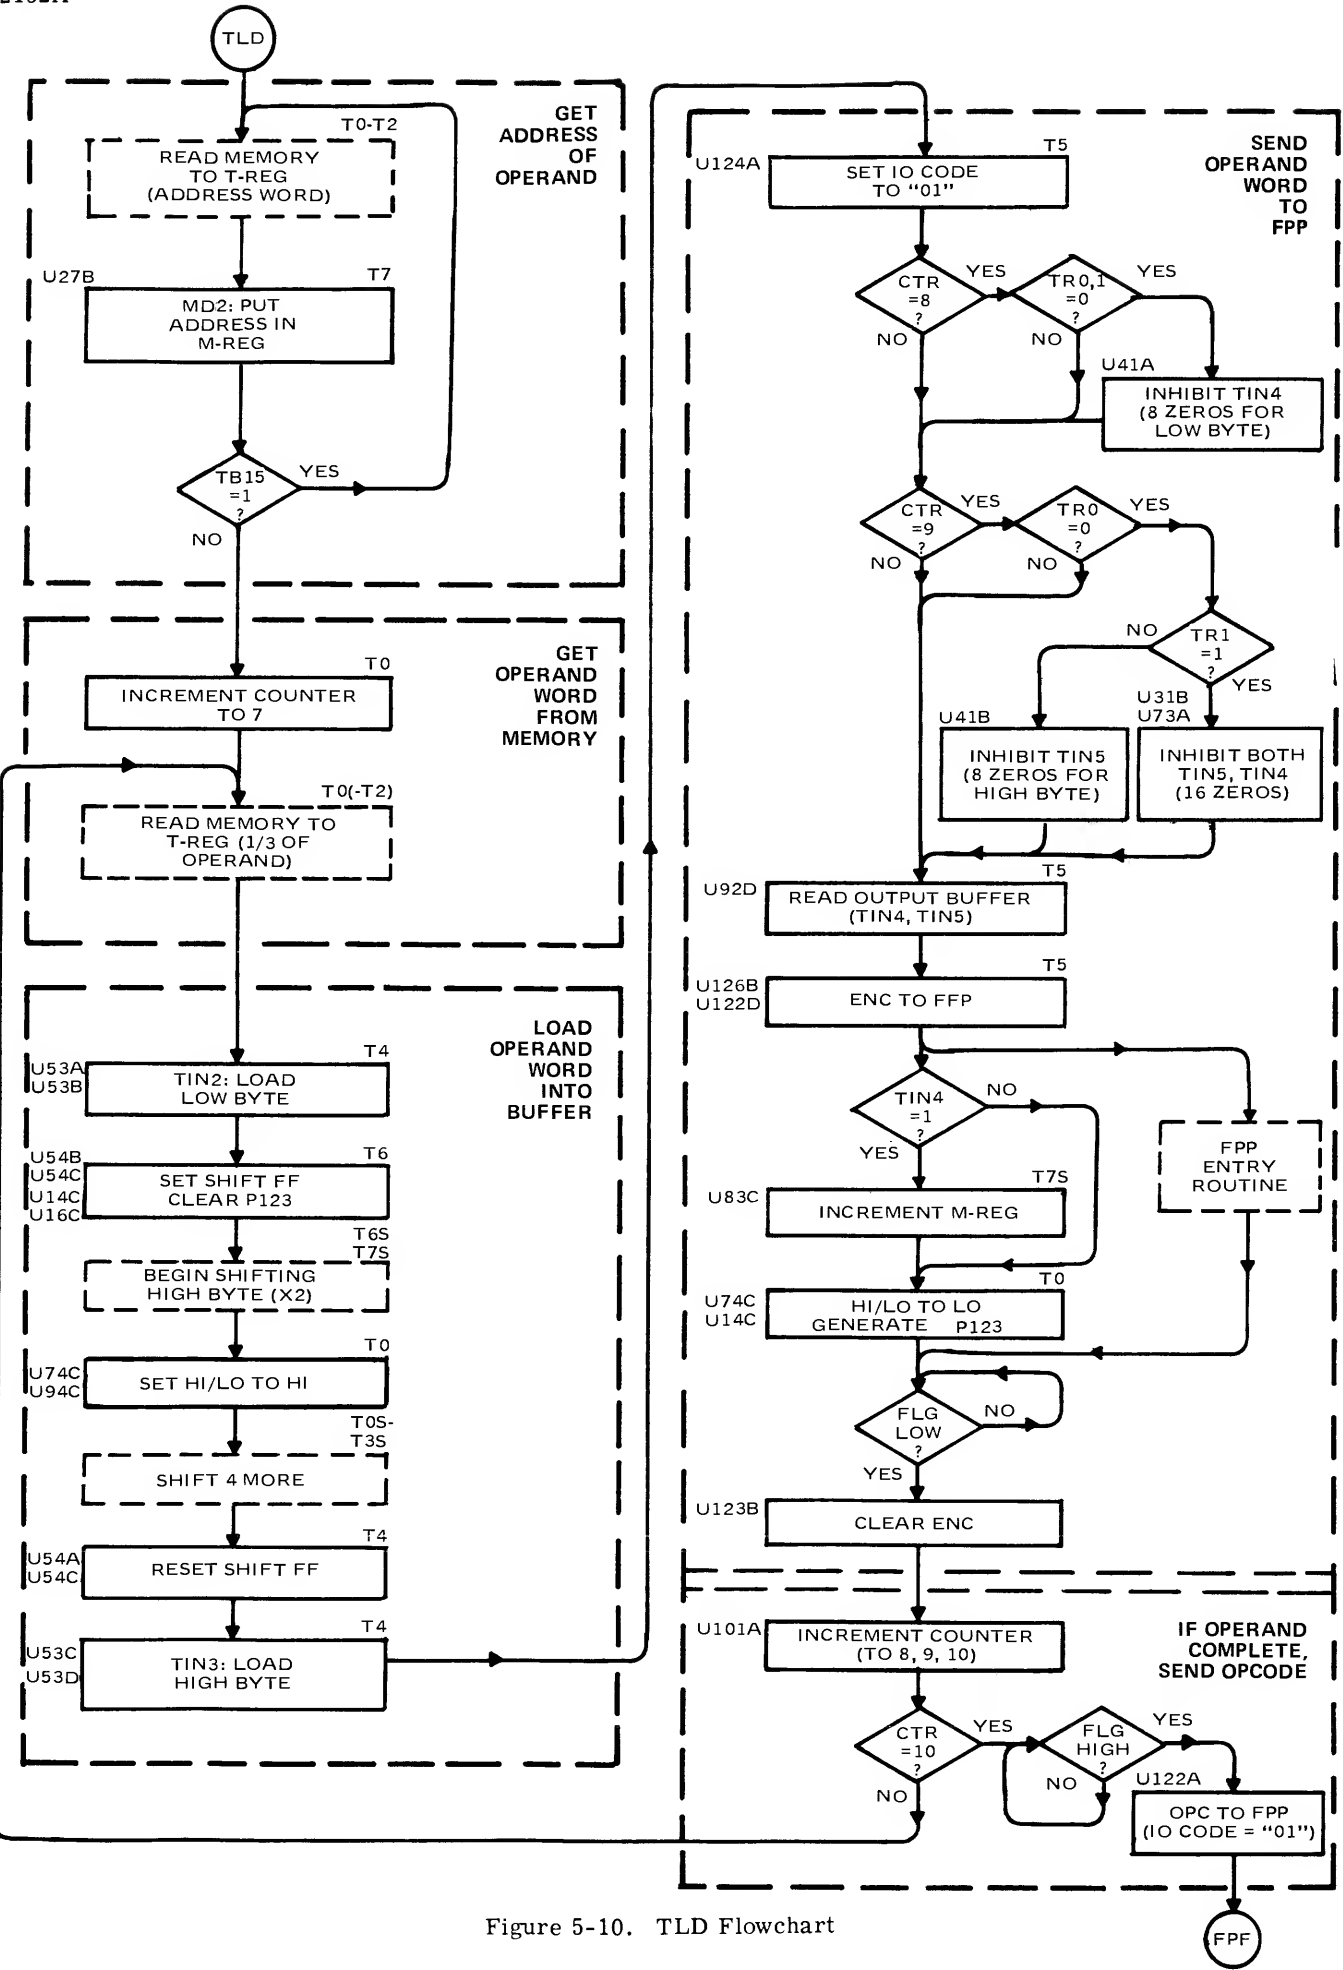 TLD
GET
ADDRESS
OF
OPERAND
T0-T2
READ MEMORY
TO T-REG
(ADDRESS WORD)
U27B
T7
MD2: PUT
ADDRESS IN
M-REG
TB15
=1
?
YES
NO
GET
OPERAND
WORD
FROM
MEMORY
T0
INCREMENT COUNTER
TO 7
T0(-T2)
READ MEMORY TO
T-REG (1/3 OF
OPERAND)
LOAD
OPERAND
WORD
INTO
BUFFER
U53A
U53B
T4
TIN2: LOAD
LOW BYTE
U54B
U54C
U14C
U16C
T6
SET SHIFT FF
CLEAR P123
T6S
T7S
BEGIN SHIFTING
HIGH BYTE (X2)
T0
U74C
U94C
SET HI/LO TO HI
T0S-
T3S
SHIFT 4 MORE
T4
U54A
U54C
RESET SHIFT FF
T4
U53C
U53D
TIN3: LOAD
HIGH BYTE
SEND
OPERAND
WORD
TO
FPP
U124A
T5
SET IO CODE
TO "01"
CTR
=8
?
YES
NO
TR0,1
=0
?
YES
NO
U41A
INHIBIT TIN4
(8 ZEROS FOR
LOW BYTE)
CTR
=9
?
YES
NO
TR0
=0
?
YES
NO
TR1
=1
?
NO
YES
U41B
INHIBIT TIN5
(8 ZEROS FOR
HIGH BYTE)
U31B
U73A
INHIBIT BOTH
TIN5, TIN4
(16 ZEROS)
U92D
T5
READ OUTPUT BUFFER
(TIN4, TIN5)
U126B
U122D
T5
ENC TO FFP
TIN4
=1
?
NO
YES
FPP
ENTRY
ROUTINE
U83C
T7S
INCREMENT M-REG
U74C
U14C
T0
HI/LO TO LO
GENERATE P123
FLG
LOW
?
NO
YES
U123B
CLEAR ENC
IF OPERAND
COMPLETE,
SEND OPCODE
U101A
INCREMENT COUNTER
(TO 8, 9, 10)
CTR
=10
?
YES
NO
FLG
HIGH
?
YES
NO
U122A
OPC TO FPP
(IO CODE = "01")
FPF
Figure 5-10. TLD Flowchart